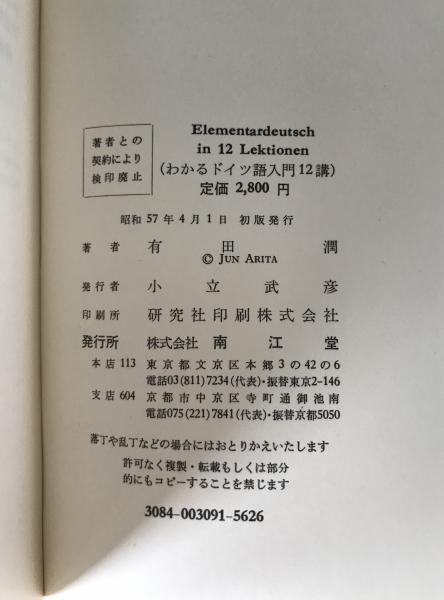 著者との
契約により
検印廃止
Elementardeutsch
in 12 Lektionen
(わかるドイツ語入門12講)
定価 2,800 円
昭和 57 年 4 月 1 日 初版発行
著者 有田潤
© JUN ARITA
発行者 小立武彦
印刷所 研究社印刷株式会社
発行所 株式会社 南江堂
本店 113 東京都文京区本郷3の42の6
電話03(811)7234(代表)・振替東京2-146
支店 604 京都市中京区寺町通御池南
電話075(221)7841(代表)・振替京都5050
落丁や乱丁などの場合にはおとりかえいたします
許可なく複製・転載もしくは部分
的にもコピーすることを禁じます
3084-003091-5626